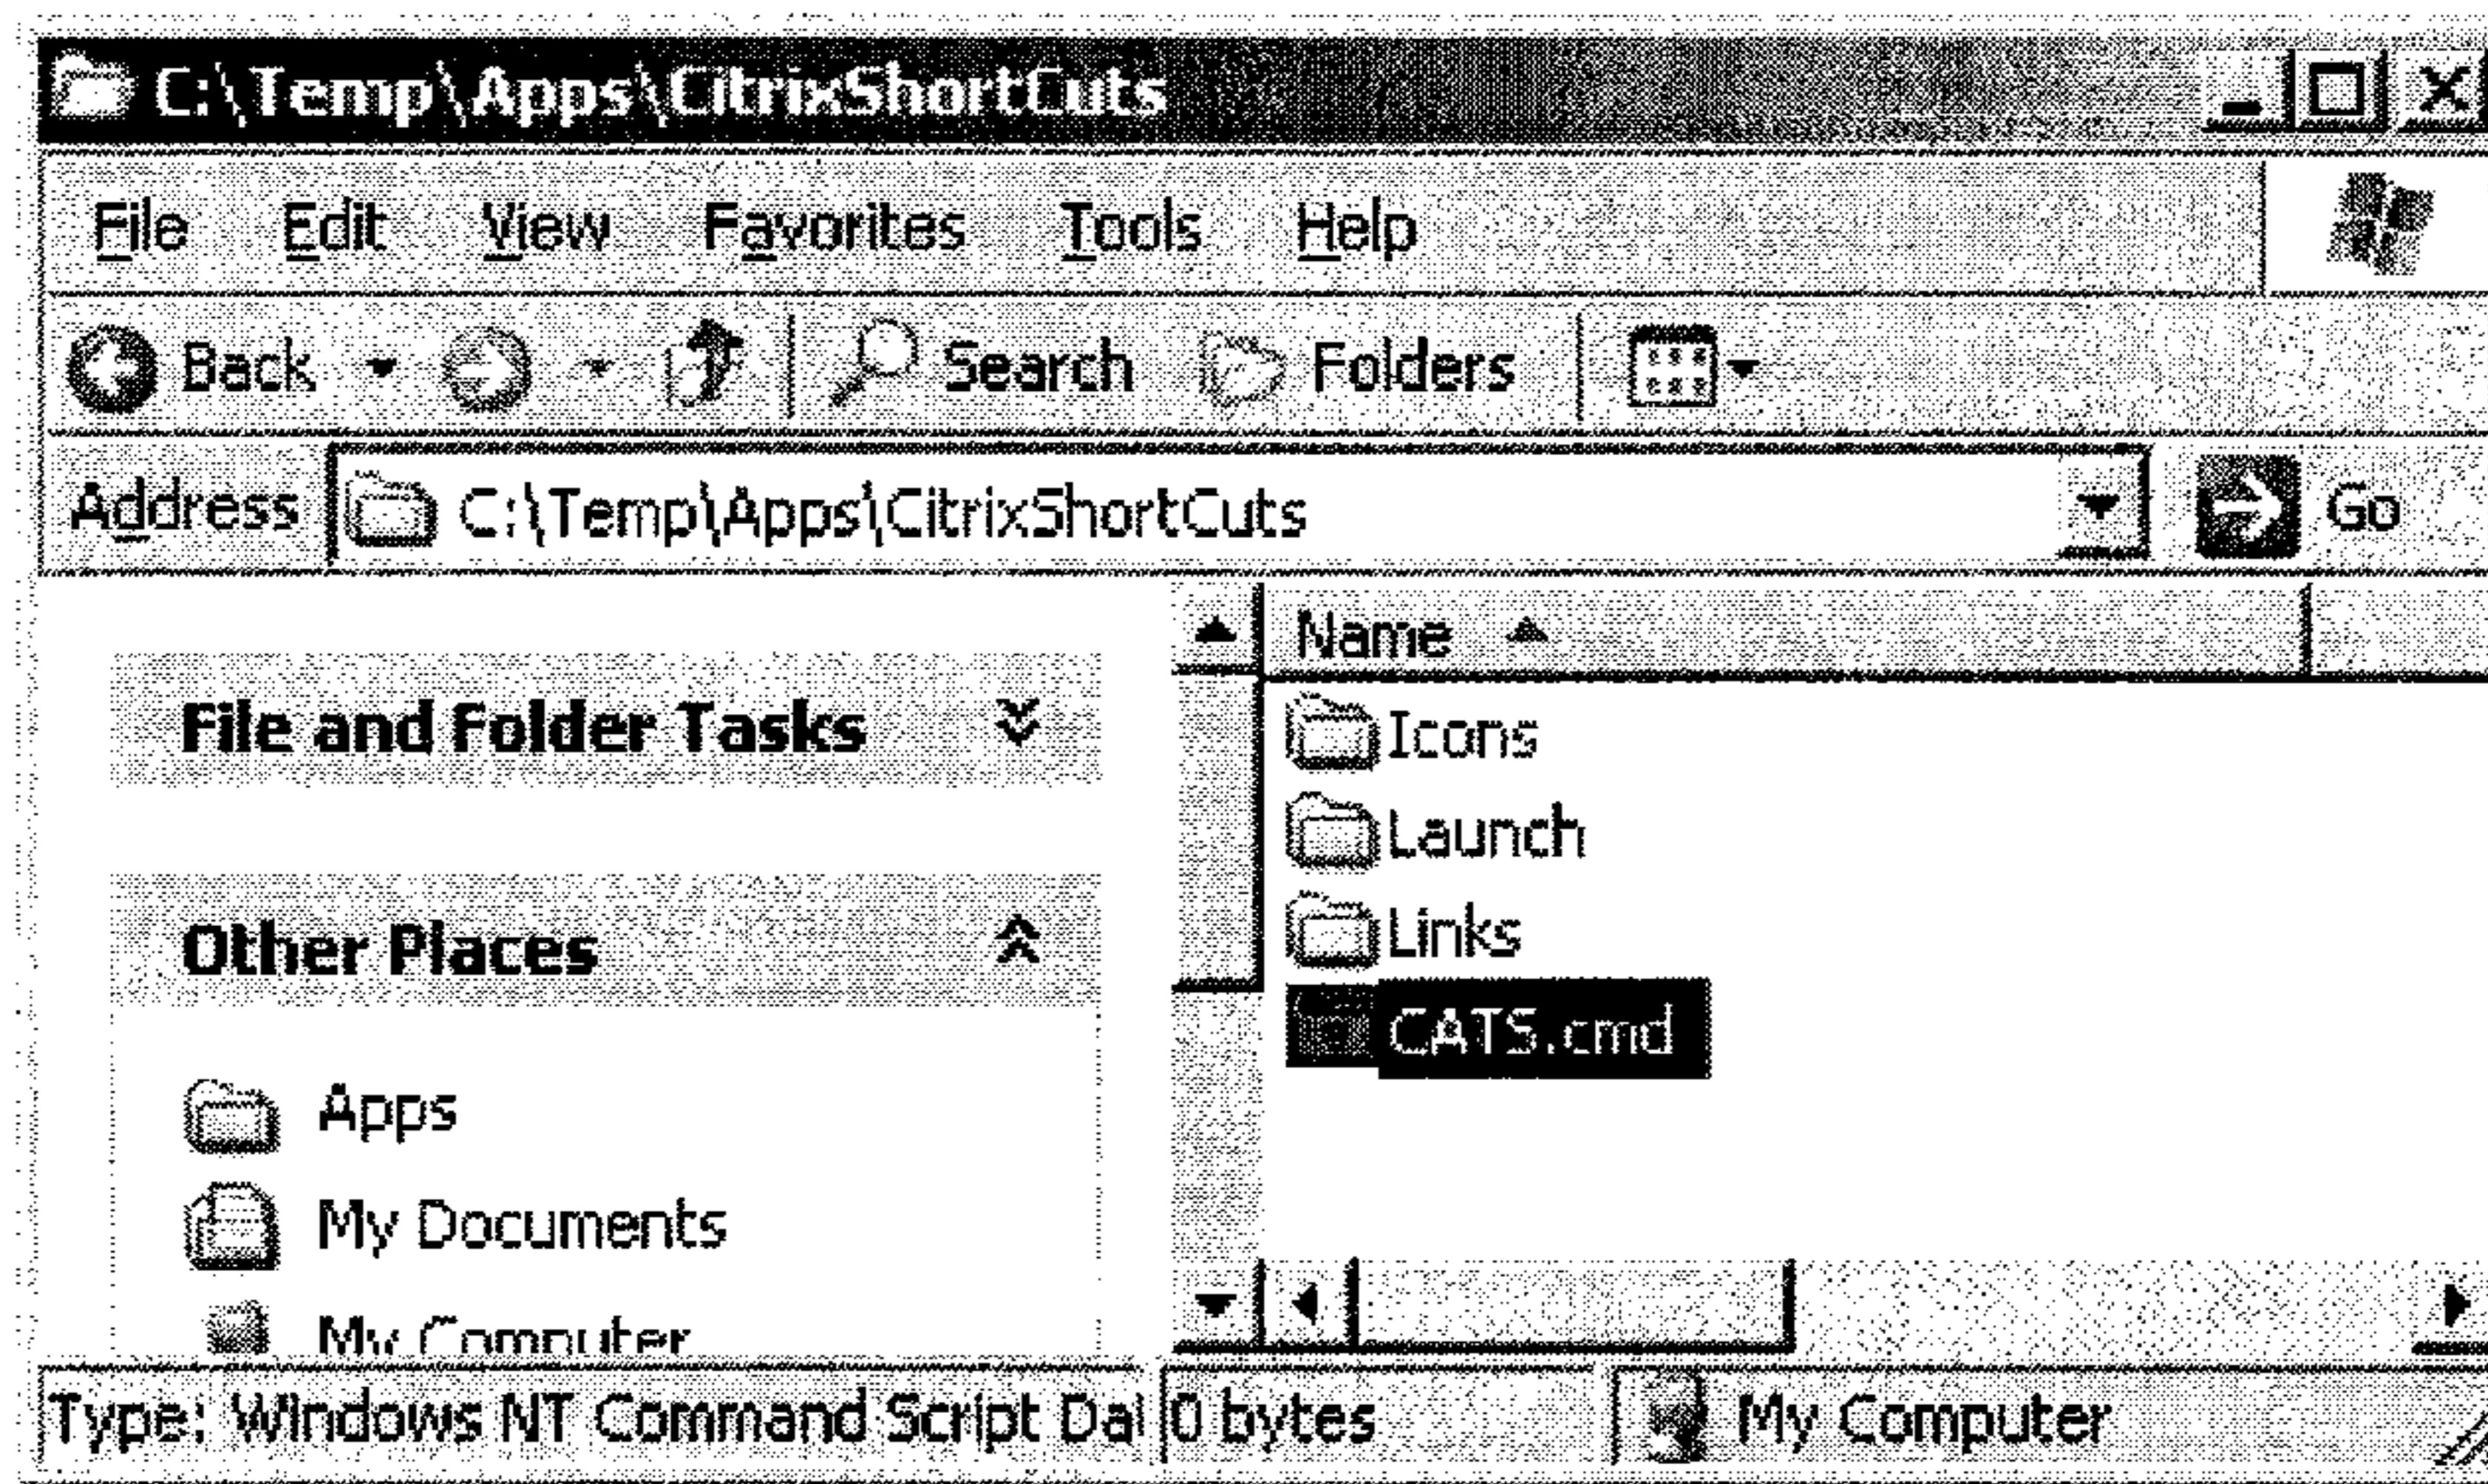 C:\Temp\Apps\CitrixShortCuts
File Edit View Favorites Tools Help
Back Search Folders
Address C:\Temp\Apps\CitrixShortCuts Go
Name
File and Folder Tasks
Icons
Launch
Other Places
Links
CATS.cmd
Apps
My Documents
My Computer
Type: Windows NT Command Script Dat 0 bytes My Computer